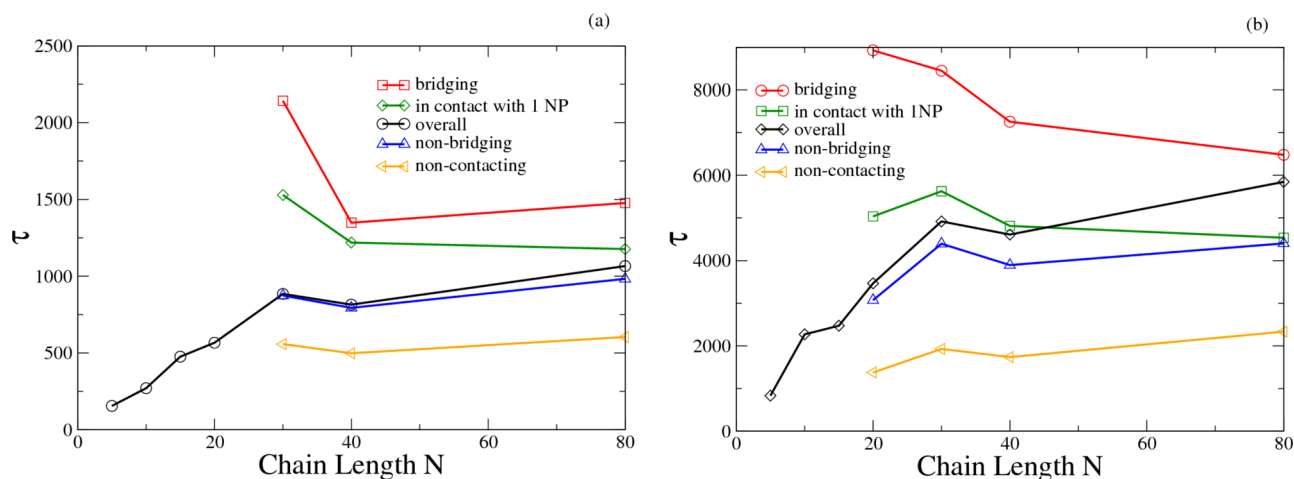 (a)
2500
2000
1500
1000
500
0
τ
bridging
in contact with 1 NP
overall
non-bridging
non-contacting
0
20
40
60
80
Chain Length N
(b)
8000
6000
4000
2000
0
τ
bridging
in contact with 1NP
overall
non-bridging
non-contacting
0
20
40
60
80
Chain Length N